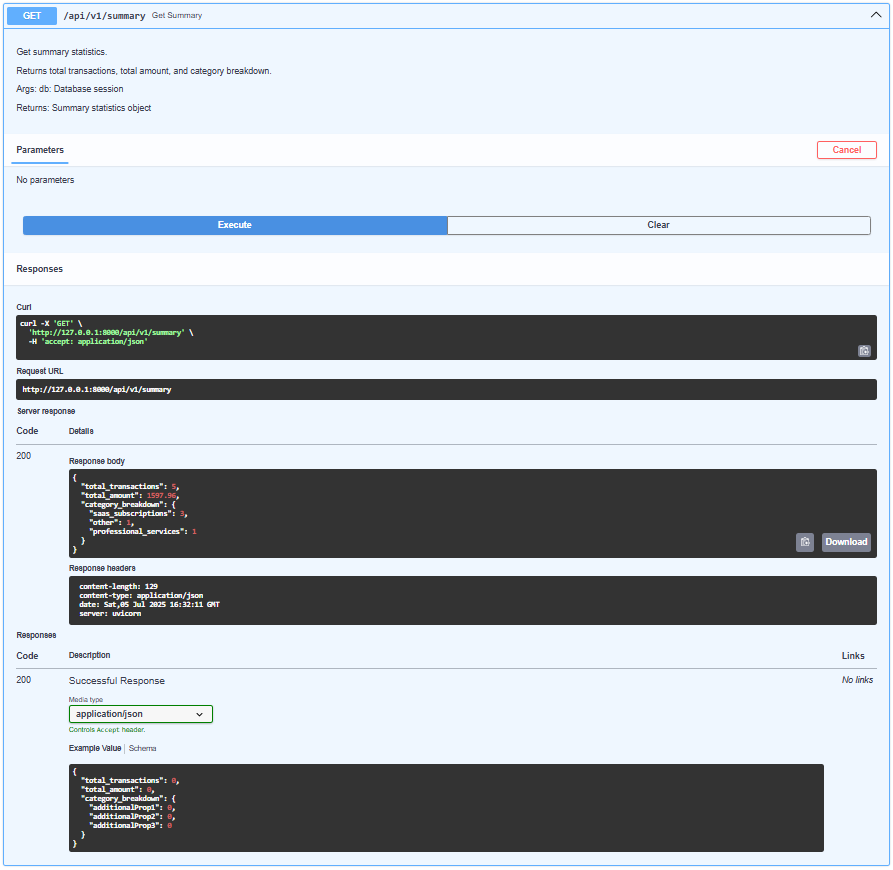 GET /api/v1/summary Get Summary
Get summary statistics.
Returns total transactions, total amount, and category breakdown.
Args: db: Database session
Returns: Summary statistics object
Parameters
Cancel
No parameters
Execute
Clear
Responses
Curl
curl -X 'GET' \
'http://127.0.0.1:8000/api/v1/summary' \
-H 'accept: application/json'
Request URL
http://127.0.0.1:8000/api/v1/summary
Server response
Code Details
200
Response body
{
"total_transactions": 5,
"total_amount": 1597.96,
"category_breakdown": {
"saas_subscriptions": 3,
"other": 1,
"professional_services": 1
}
}
Download
Response headers
content-length: 129
content-type: application/json
date: Sat,05 Jul 2025 16:32:11 GMT
server: uvicorn
Responses
Code Description Links
200 Successful Response No links
Media type
application/json
Controls Accept header.
Example Value | Schema
{
"total_transactions": 0,
"total_amount": 0,
"category_breakdown": {
"additionalProp1": 0,
"additionalProp2": 0,
"additionalProp3": 0
}
}